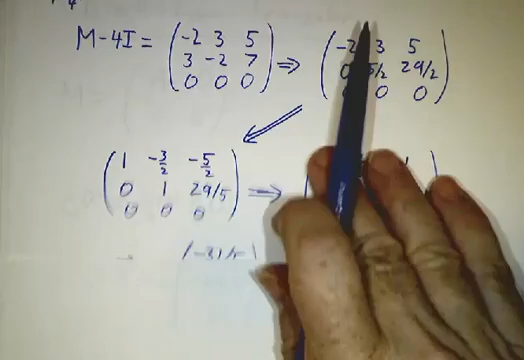 M-4I = (-2 3 5 ⇒ (-2 3 5
3 -2 7 0 5/2 29/2
0 0 0) 0 0 0)
(1 -3/2 -5/2
0 1 29/5 ⇒
0 0 0)